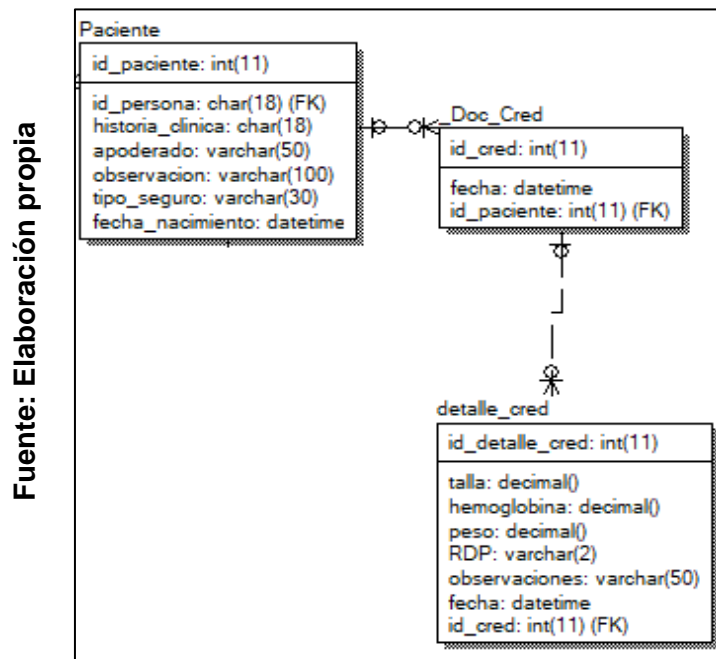 Fuente: Elaboración propia
Paciente
id_paciente: int(11)
id_persona: char(18) (FK)
historia_clinica: char(18)
apoderado: varchar(50)
observacion: varchar(100)
tipo_seguro: varchar(30)
fecha_nacimiento: datetime
_Doc_Cred
id_cred: int(11)
fecha: datetime
id_paciente: int(11) (FK)
detalle_cred
id_detalle_cred: int(11)
talla: decimal()
hemoglobina: decimal()
peso: decimal()
RDP: varchar(2)
observaciones: varchar(50)
fecha: datetime
id_cred: int(11) (FK)